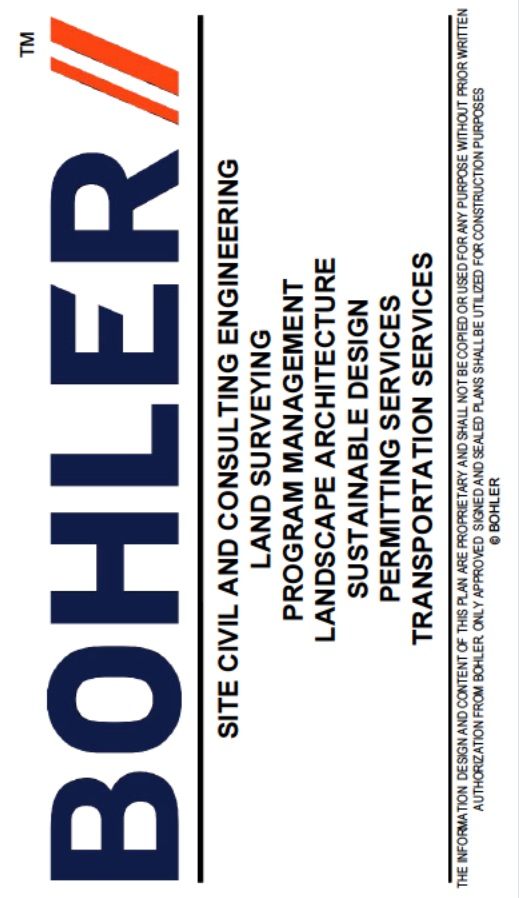 BOHLER//
TM
SITE CIVIL AND CONSULTING ENGINEERING
LAND SURVEYING
PROGRAM MANAGEMENT
LANDSCAPE ARCHITECTURE
SUSTAINABLE DESIGN
PERMITTING SERVICES
TRANSPORTATION SERVICES
THE INFORMATION, DESIGN AND CONTENT OF THIS PLAN ARE PROPRIETARY AND SHALL NOT BE COPIED OR USED FOR ANY PURPOSE WITHOUT PRIOR WRITTEN
AUTHORIZATION FROM BOHLER. ONLY APPROVED, SIGNED AND SEALED PLANS SHALL BE UTILIZED FOR CONSTRUCTION PURPOSES
© BOHLER